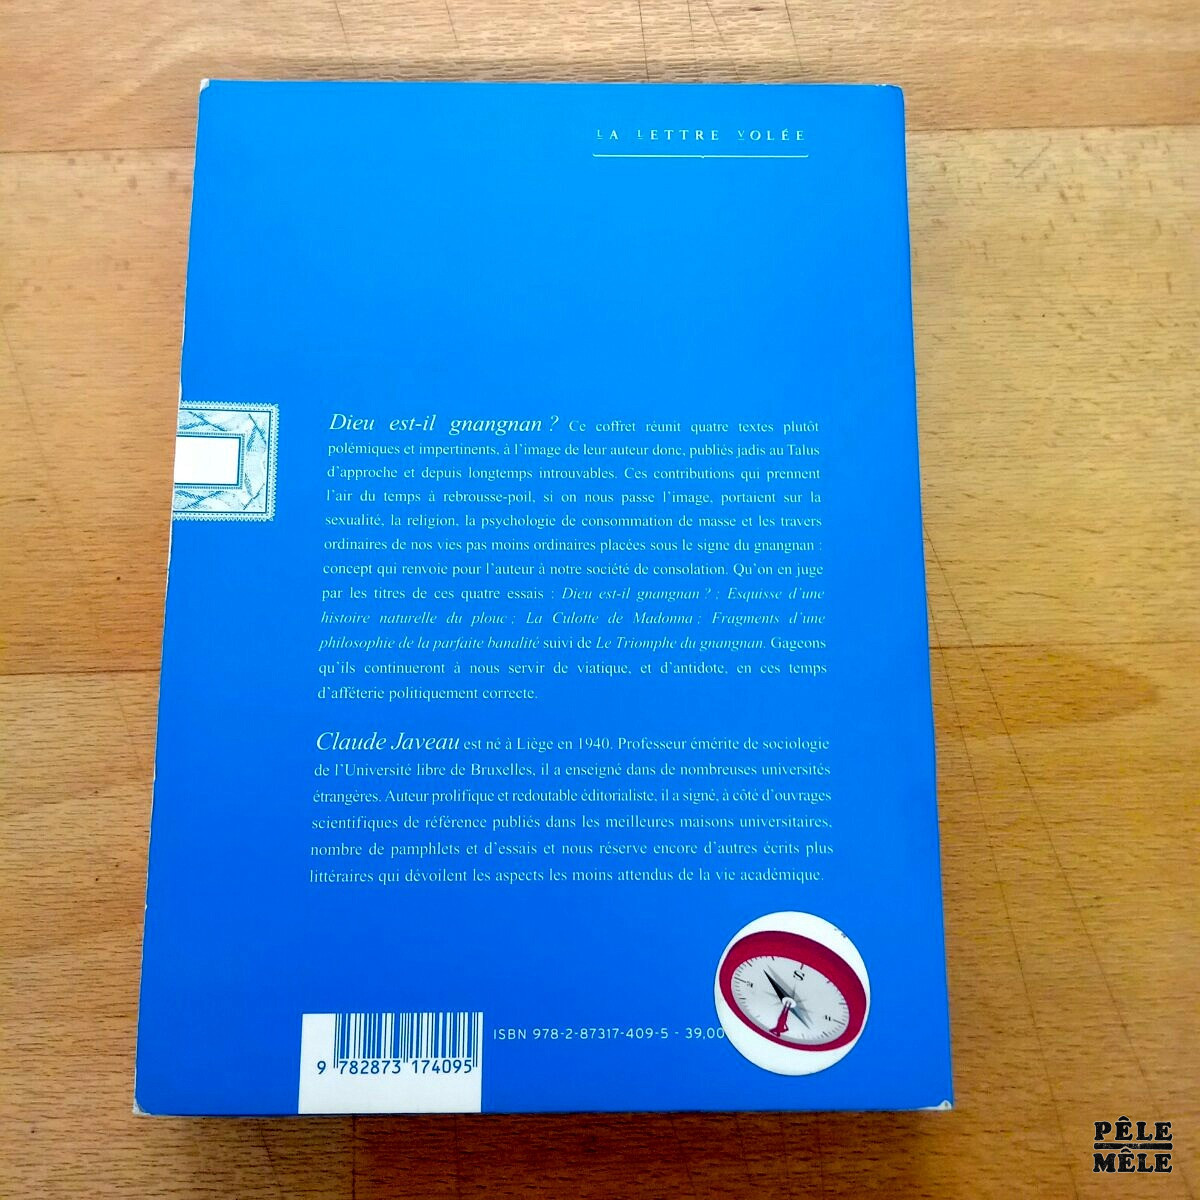 LA LETTRE VOLÉE
Dieu est-il gnangnan ? Ce coffret réunit quatre textes plutôt
polémiques et impertinents, à l'image de leur auteur donc, publiés jadis au Talus
d'approche et depuis longtemps introuvables. Ces contributions qui prennent
l'air du temps à rebrousse-poil, si on nous passe l'image, portaient sur la
sexualité, la religion, la psychologie de consommation de masse et les travers
ordinaires de nos vies pas moins ordinaires placées sous le signe du gnangnan :
concept qui renvoie pour l'auteur à notre société de consolation. Qu'on en juge
par les titres de ces quatre essais : Dieu est-il gnangnan ? ; Esquisse d'une
histoire naturelle du plouc ; La Culotte de Madonna ; Fragments d'une
philosophie de la parfaite banalité suivi de Le Triomphe du gnangnan. Gageons
qu'ils continueront à nous servir de viatique, et d'antidote, en ces temps
d'afféterie politiquement correcte.
Claude Javeau est né à Liège en 1940. Professeur émérite de sociologie
de l'Université libre de Bruxelles, il a enseigné dans de nombreuses universités
étrangères. Auteur prolifique et redoutable éditorialiste, il a signé, à côté d'ouvrages
scientifiques de référence publiés dans les meilleures maisons universitaires,
nombre de pamphlets et d'essais et nous réserve encore d'autres écrits plus
littéraires qui dévoilent les aspects les moins attendus de la vie académique.
ISBN 978-2-87317-409-5 - 39,00
9 782873 174095
S
PÊLE
MÊLE